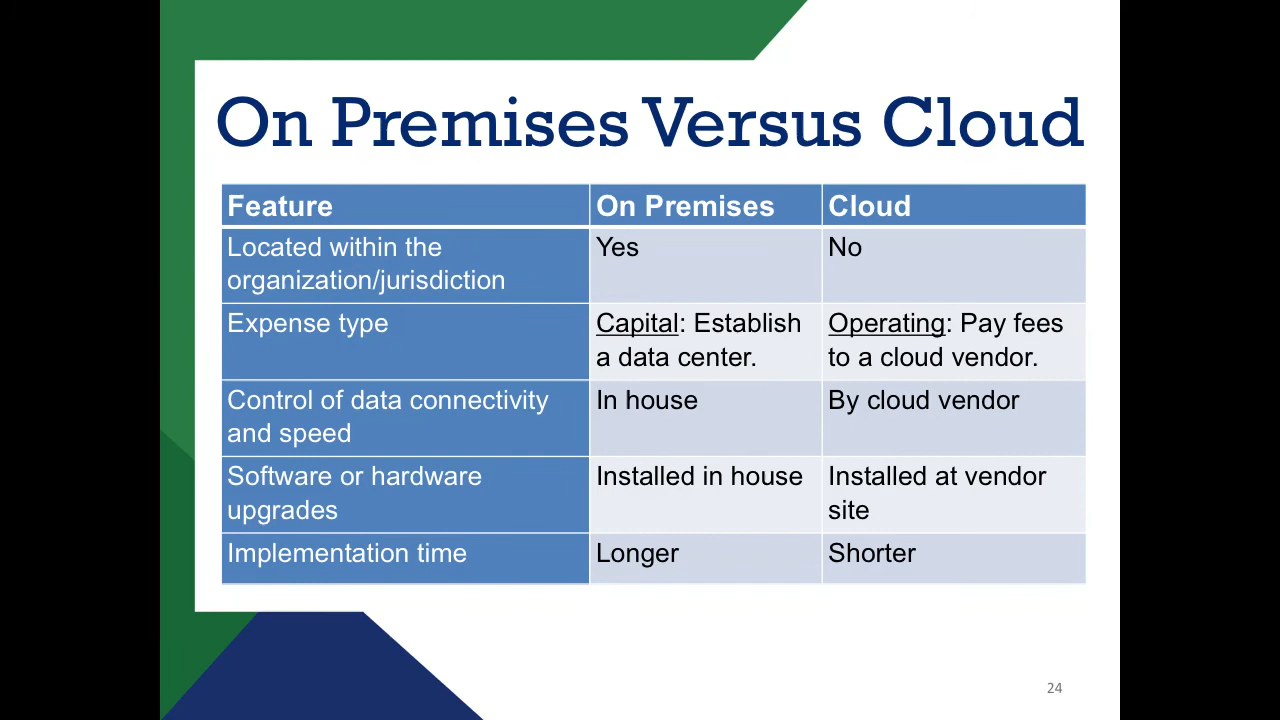 On Premises Versus Cloud
Feature
On Premises
Cloud
Located within the
organization/jurisdiction
Yes
No
Expense type
Capital: Establish
a data center.
Operating: Pay fees
to a cloud vendor.
Control of data connectivity
and speed
In house
By cloud vendor
Software or hardware
upgrades
Installed in house
Installed at vendor
site
Implementation time
Longer
Shorter
24